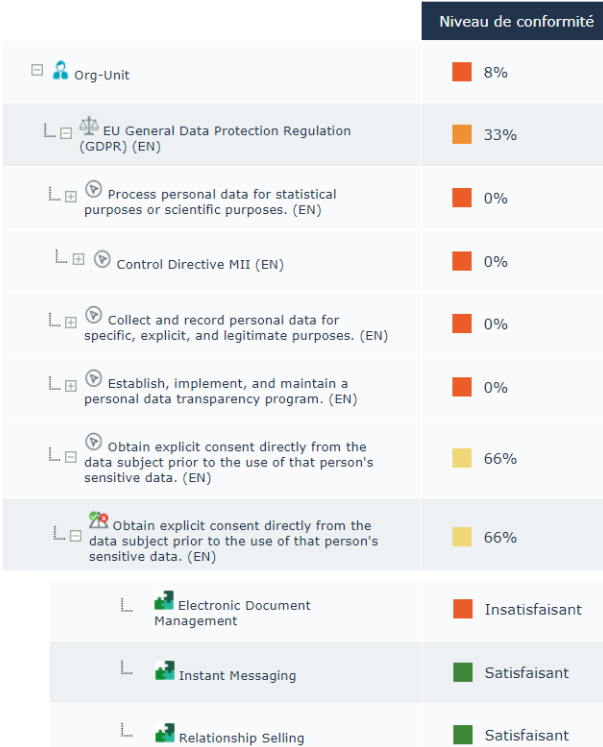 Niveau de conformité
Org-Unit
8%
EU General Data Protection Regulation
(GDPR) (EN)
33%
Process personal data for statistical
purposes or scientific purposes. (EN)
0%
Control Directive MII (EN)
0%
Collect and record personal data for
specific, explicit, and legitimate purposes. (EN)
0%
Establish, implement, and maintain a
personal data transparency program. (EN)
0%
Obtain explicit consent directly from the
data subject prior to the use of that person's
sensitive data. (EN)
66%
Obtain explicit consent directly from the
data subject prior to the use of that person's
sensitive data. (EN)
66%
Electronic Document
Management
Insatisfaisant
Instant Messaging
Satisfaisant
Relationship Selling
Satisfaisant